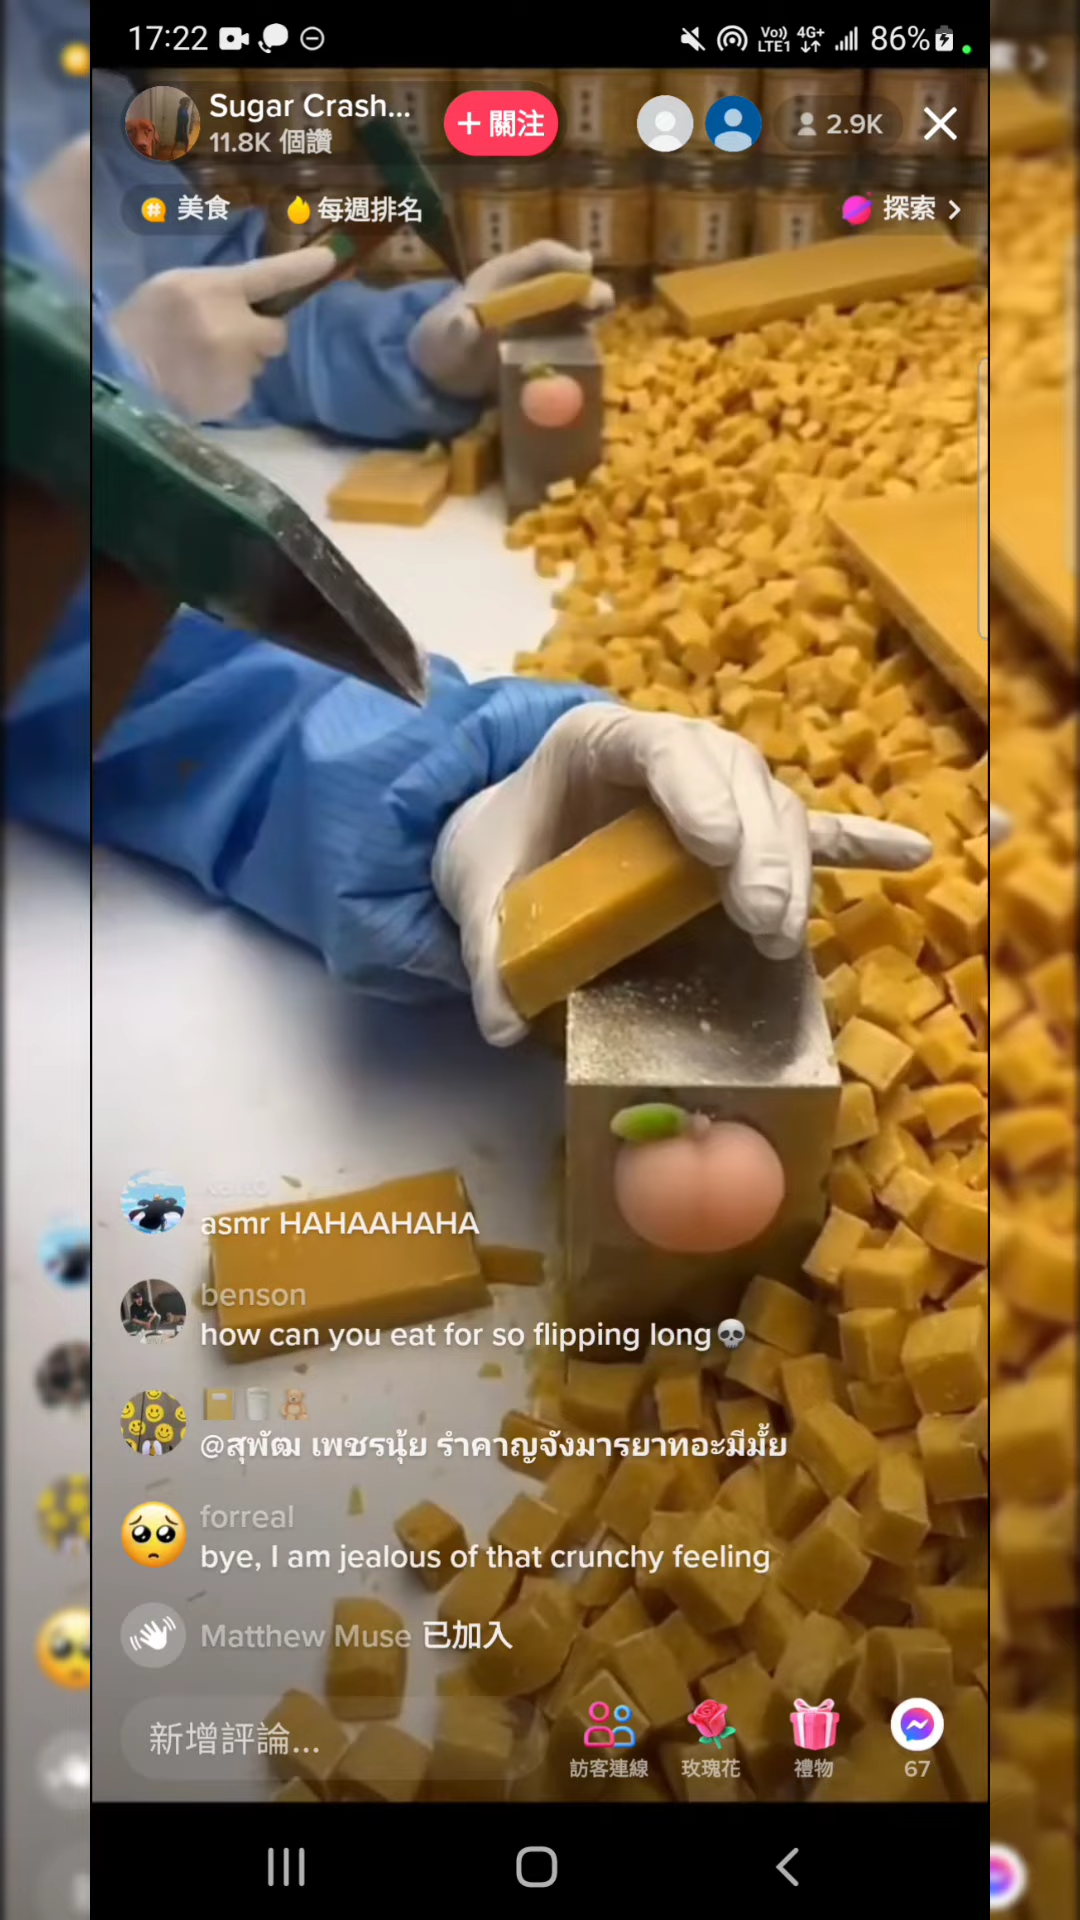 17:22
Vo)) LTE1 4G+ 86%
Sugar Crash...
11.8K 個讚
+ 關注
2.9K
美食
每週排名
探索
asmr HAHAAHAHA
benson
how can you eat for so flipping long💀
@สุพัฒ เพชรนุ้ย รำคาญจังมารยาทอะมีมั้ย
forreal
bye, I am jealous of that crunchy feeling
Matthew Muse 已加入
新增評論...
訪客連線
玫瑰花
禮物
67